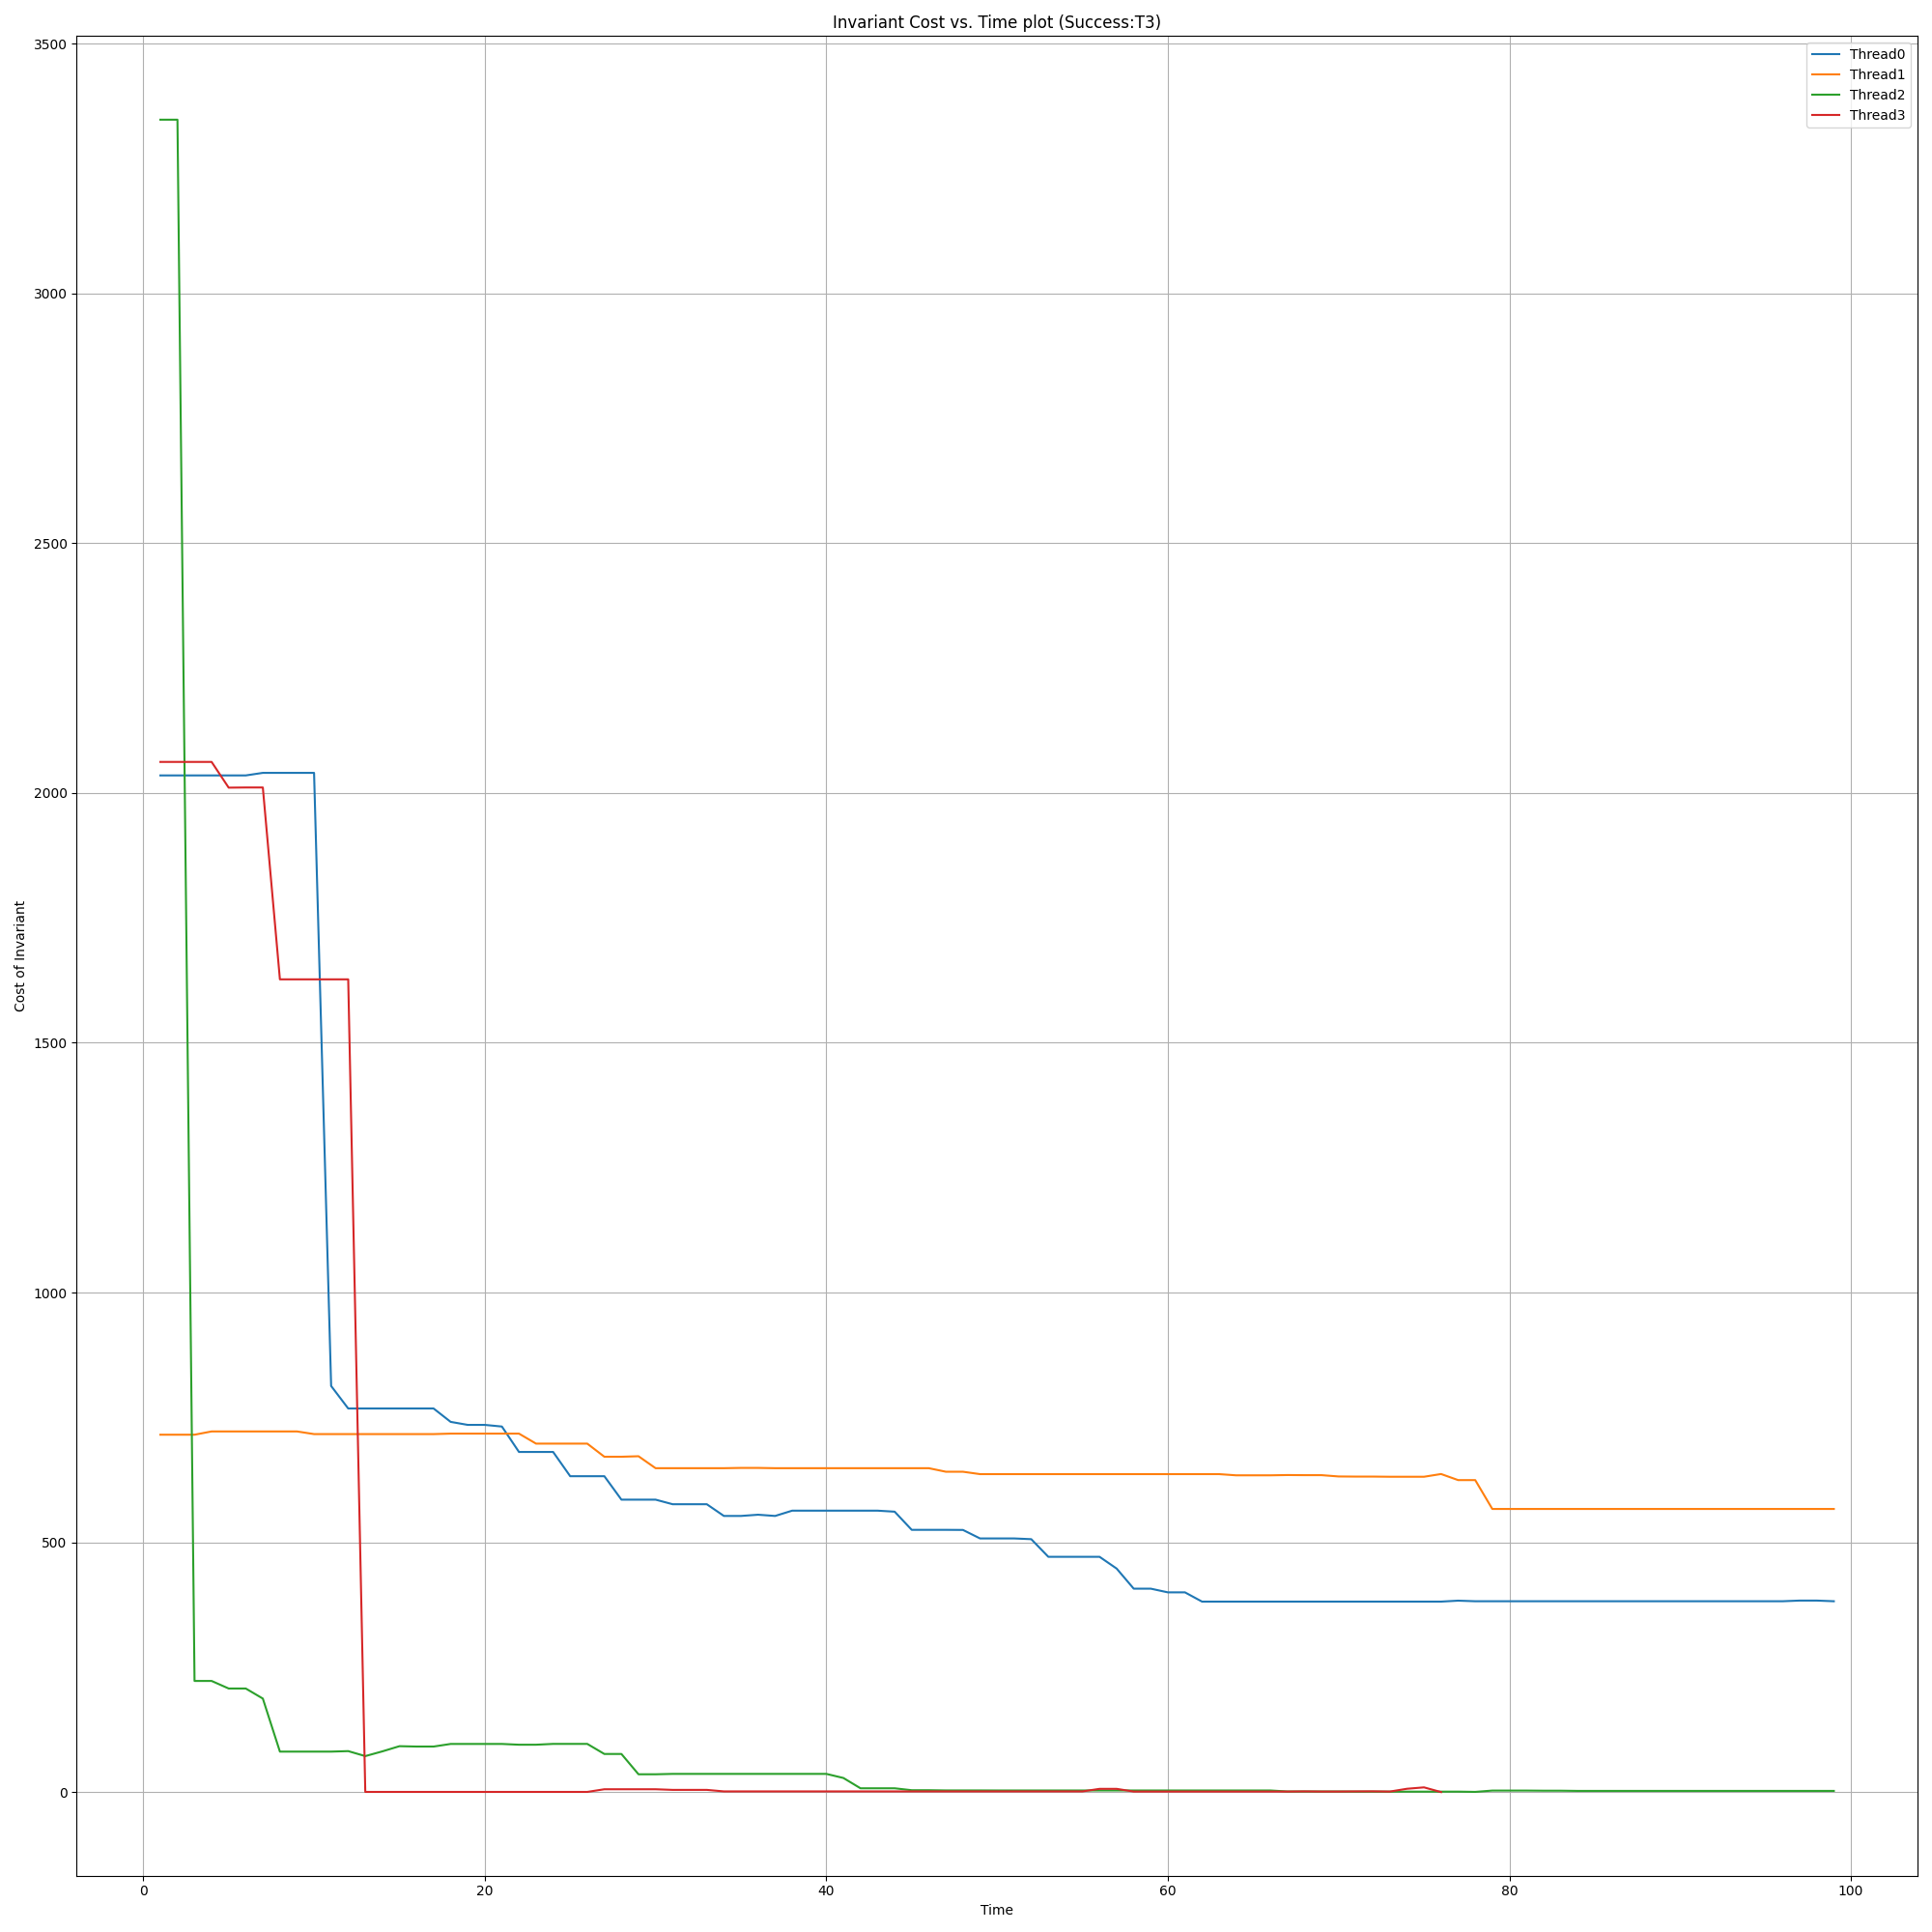 Invariant Cost vs. Time plot (Success:T3)
3500
3000
2500
2000
1500
1000
500
0
Cost of Invariant
Thread0
Thread1
Thread2
Thread3
0 20 40 60 80 100
Time